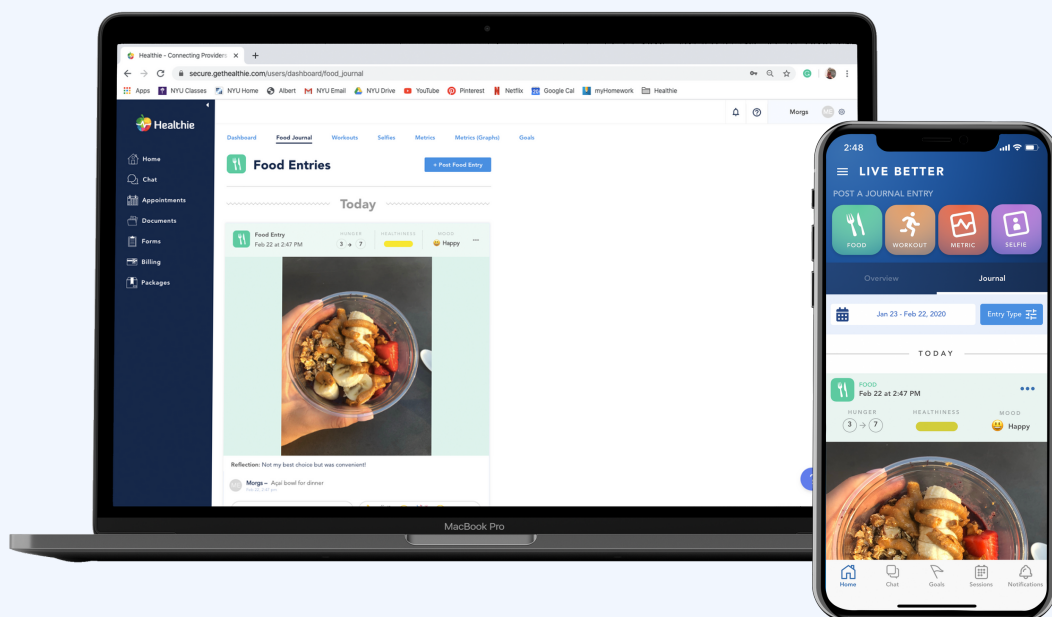 Healthie - Connecting Providers
secure.gethealthie.com/users/dashboard/food_journal
Apps NYU Classes NYU Home Albert NYU Email NYU Drive YouTube Pinterest Netflix Google Cal myHomework Healthie
Healthie
Morgs
Home
Chat
Appointments
Documents
Forms
Billing
Packages
Dashboard Food Journal Workouts Selfies Metrics Metrics (Graphs) Goals
Food Entries
+ Post Food Entry
Today
Food Entry
Feb 22 at 2:47 PM
HUNGER
3 → 7
HEALTHINESS
MOOD
Happy
Reflection: Not my best choice but was convenient!
Morgs – Açai bowl for dinner
MacBook Pro
2:48
LIVE BETTER
POST A JOURNAL ENTRY
FOOD WORKOUT METRIC SELFIE
Overview Journal
Jan 23 - Feb 22, 2020 Entry Type
TODAY
FOOD
Feb 22 at 2:47 PM
HUNGER HEALTHINESS MOOD
3 → 7 Happy
Home Chat Goals Sessions Notifications